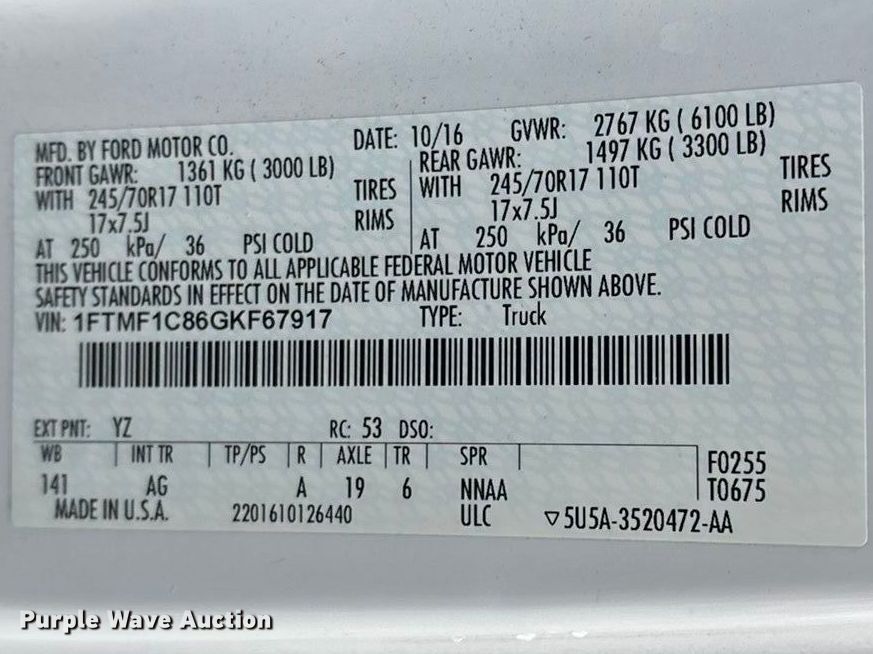 MFD. BY FORD MOTOR CO. DATE: 10/16 GVWR: 2767 KG ( 6100 LB)
FRONT GAWR: 1361 KG ( 3000 LB) REAR GAWR: 1497 KG ( 3300 LB)
WITH 245/70R17 110T TIRES WITH 245/70R17 110T TIRES
17x7.5J RIMS 17x7.5J RIMS
AT 250 kPa/ 36 PSI COLD AT 250 kPa/ 36 PSI COLD
THIS VEHICLE CONFORMS TO ALL APPLICABLE FEDERAL MOTOR VEHICLE
SAFETY STANDARDS IN EFFECT ON THE DATE OF MANUFACTURE SHOWN ABOVE.
VIN: 1FTMF1C86GKF67917 TYPE: Truck
EXT PNT: YZ RC: 53 DSO:
WB INT TR TP/PS R AXLE TR SPR F0255
141 AG A 19 6 NNAA T0675
MADE IN U.S.A. 2201610126440 ULC ▽5U5A-3520472-AA
Purple Wave Auction